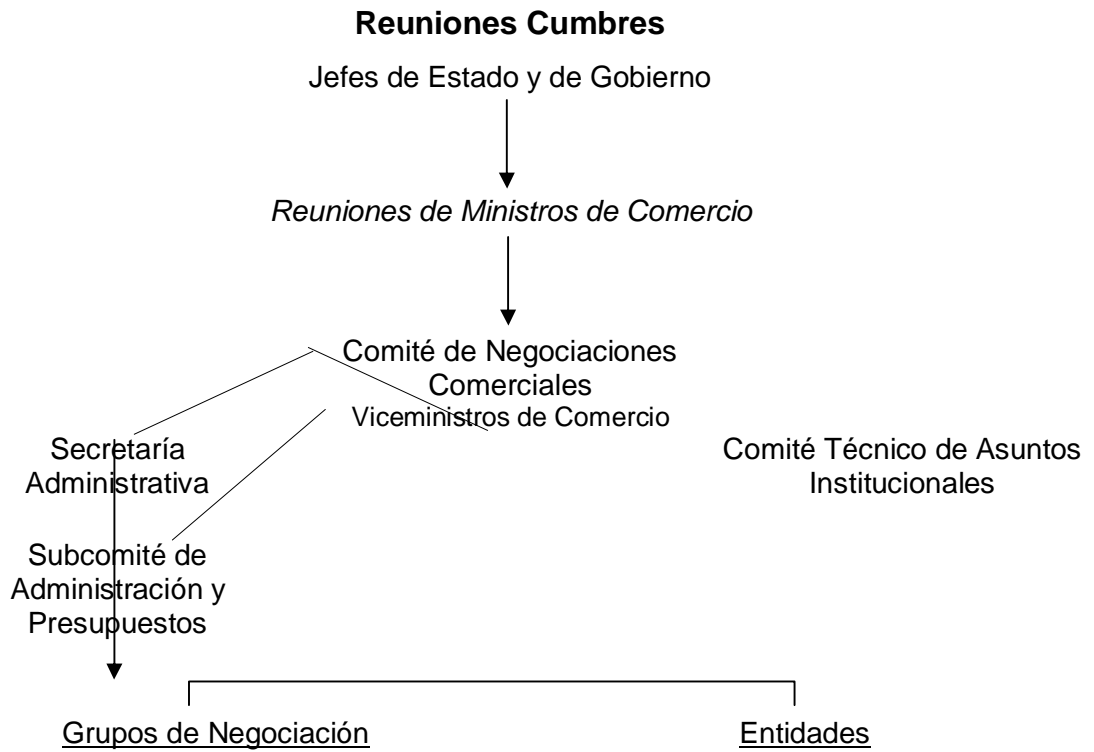 Reuniones Cumbres
Jefes de Estado y de Gobierno
Reuniones de Ministros de Comercio
Comité de Negociaciones
Comerciales
Viceministros de Comercio
Secretaría
Administrativa
Comité Técnico de Asuntos
Institucionales
Subcomité de
Administración y
Presupuestos
Grupos de Negociación
Entidades